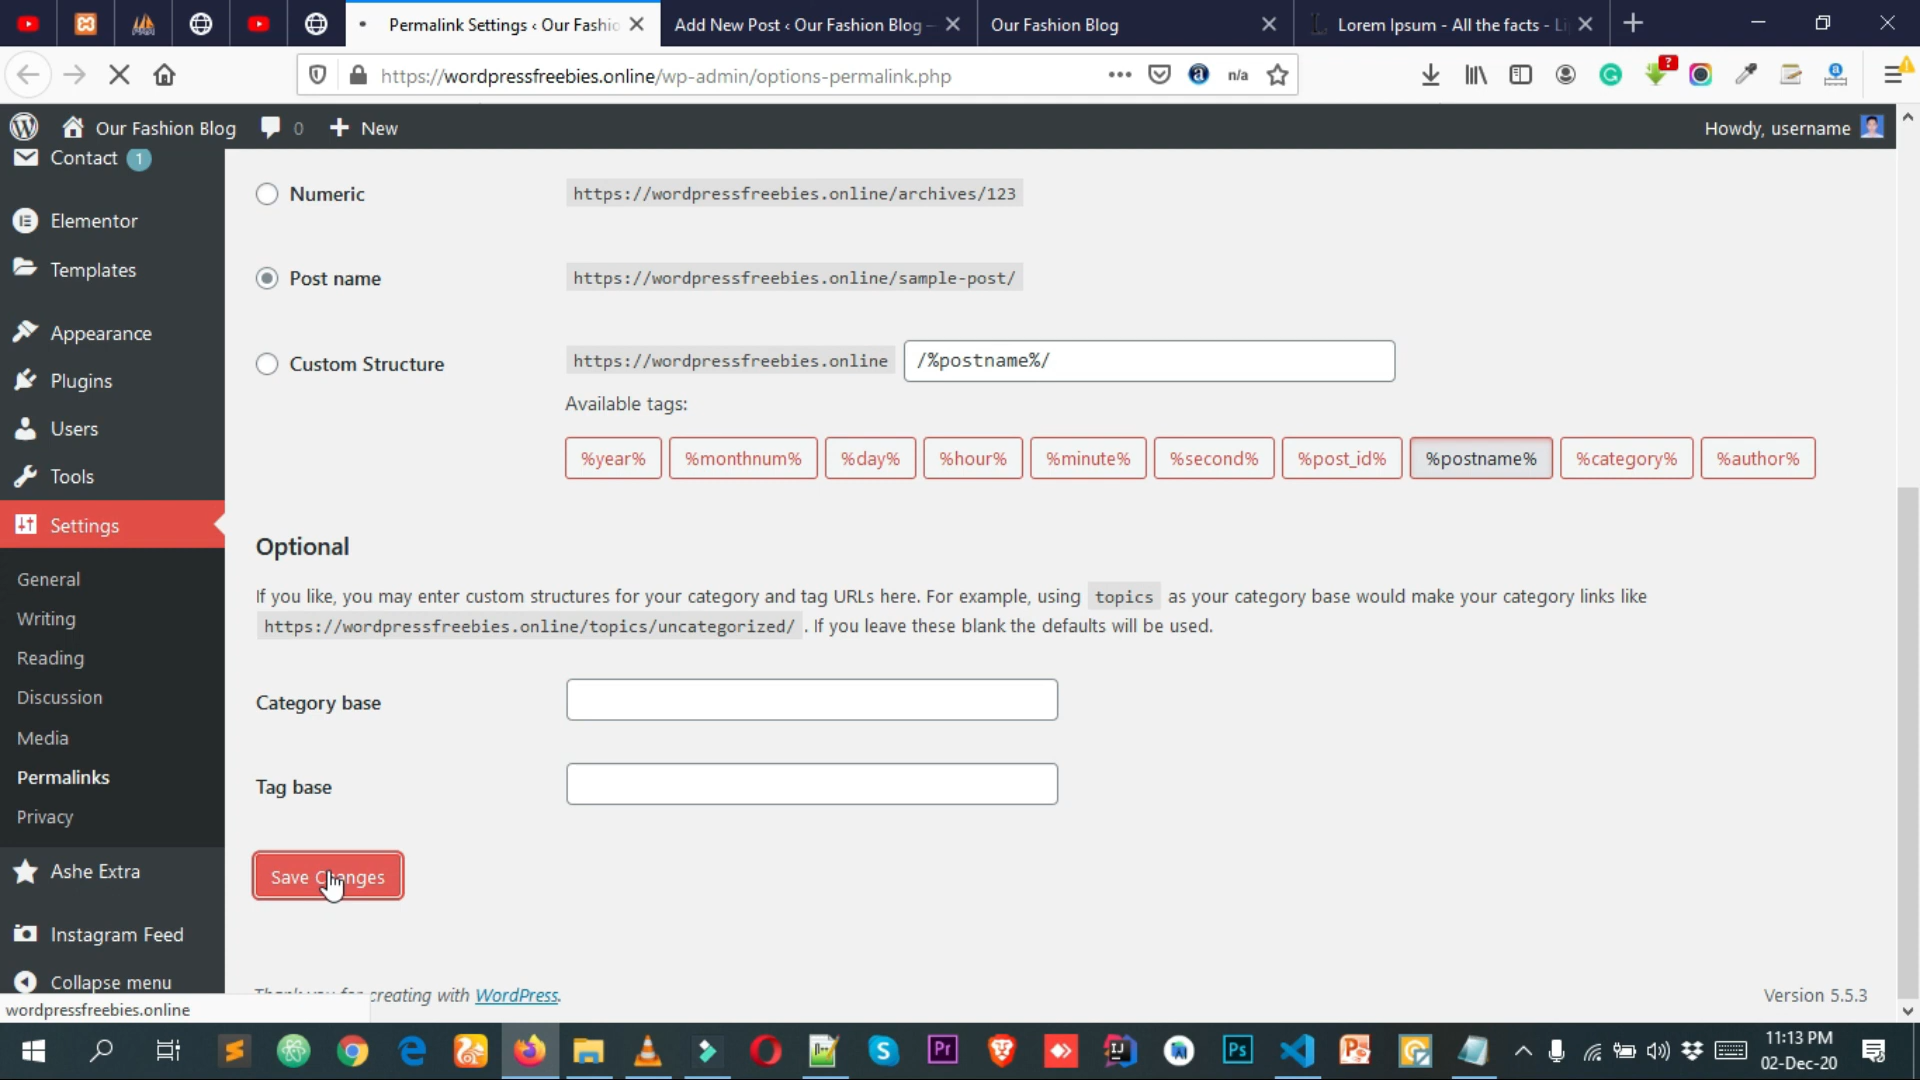 Permalink Settings ‹ Our Fashio
Add New Post ‹ Our Fashion Blog —
Our Fashion Blog
Lorem Ipsum - All the facts - Li
https://wordpressfreebies.online/wp-admin/options-permalink.php
n/a
Our Fashion Blog
0
New
Howdy, username
Contact 1
Elementor
Templates
Appearance
Plugins
Users
Tools
Settings
General
Writing
Reading
Discussion
Media
Permalinks
Privacy
Ashe Extra
Instagram Feed
Collapse menu
Numeric
https://wordpressfreebies.online/archives/123
Post name
https://wordpressfreebies.online/sample-post/
Custom Structure
https://wordpressfreebies.online
/%postname%/
Available tags:
%year%
%monthnum%
%day%
%hour%
%minute%
%second%
%post_id%
%postname%
%category%
%author%
Optional
If you like, you may enter custom structures for your category and tag URLs here. For example, using topics as your category base would make your category links like
https://wordpressfreebies.online/topics/uncategorized/ . If you leave these blank the defaults will be used.
Category base
Tag base
Save Changes
creating with WordPress.
Version 5.5.3
wordpressfreebies.online
11:13 PM
02-Dec-20